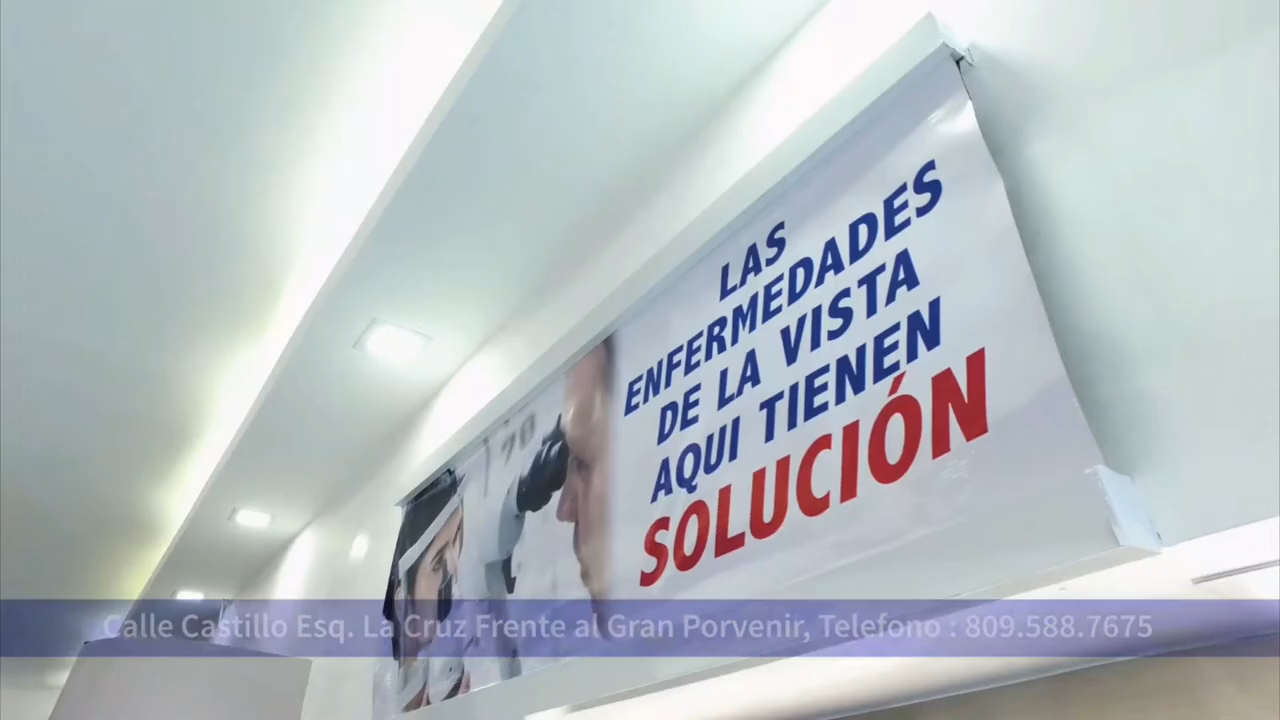 LAS
ENFERMEDADES
DE LA VISTA
AQUI TIENEN
SOLUCIÓN
Calle Castillo Esq. La Cruz Frente al Gran Porvenir, Telefono : 809.588.7675